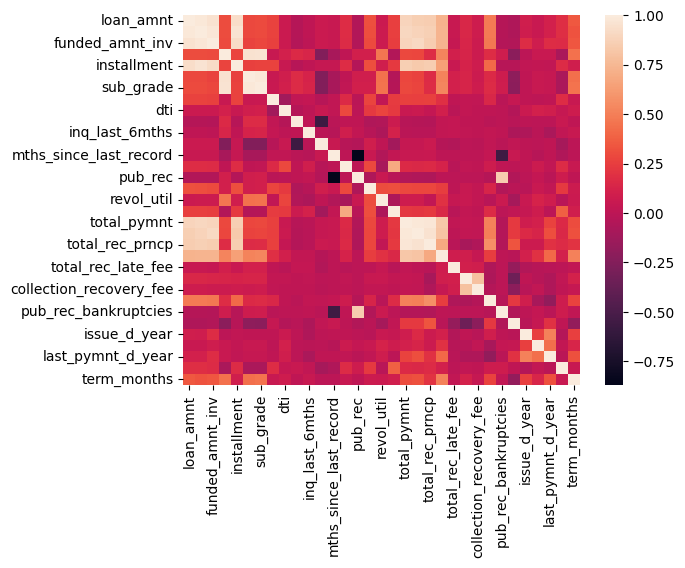 loan_amnt
funded_amnt_inv
installment
sub_grade
dti
inq_last_6mths
mths_since_last_record
pub_rec
revol_util
total_pymnt
total_rec_prncp
total_rec_late_fee
collection_recovery_fee
pub_rec_bankruptcies
issue_d_year
last_pymnt_d_year
term_months
loan_amnt
funded_amnt_inv
installment
sub_grade
dti
inq_last_6mths
mths_since_last_record
pub_rec
revol_util
total_pymnt
total_rec_prncp
total_rec_late_fee
collection_recovery_fee
pub_rec_bankruptcies
issue_d_year
last_pymnt_d_year
term_months
1.00
0.75
0.50
0.25
0.00
−0.25
−0.50
−0.75